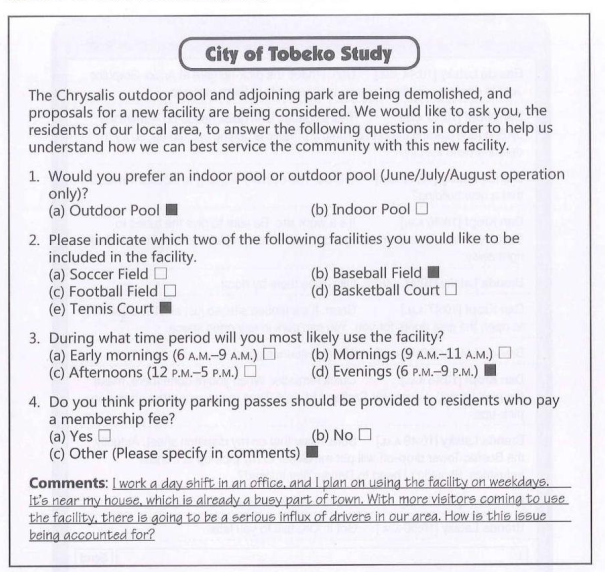 City of Tobeko Study
The Chrysalis outdoor pool and adjoining park are being demolished, and
proposals for a new facility are being considered. We would like to ask you, the
residents of our local area, to answer the following questions in order to help us
understand how we can best service the community with this new facility.
1. Would you prefer an indoor pool or outdoor pool (June/July/August operation
only)?
(a) Outdoor Pool ■ (b) Indoor Pool □
2. Please indicate which two of the following facilities you would like to be
included in the facility.
(a) Soccer Field □ (b) Baseball Field ■
(c) Football Field □ (d) Basketball Court □
(e) Tennis Court ■
3. During what time period will you most likely use the facility?
(a) Early mornings (6 A.M.–9 A.M.) □ (b) Mornings (9 A.M.–11 A.M.) □
(c) Afternoons (12 P.M.–5 P.M.) □ (d) Evenings (6 P.M.–9 P.M.) ■
4. Do you think priority parking passes should be provided to residents who pay
a membership fee?
(a) Yes □ (b) No □
(c) Other (Please specify in comments) ■
Comments: I work a day shift in an office, and I plan on using the facility on weekdays.
It's near my house, which is already a busy part of town. With more visitors coming to use
the facility, there is going to be a serious influx of drivers in our area. How is this issue
being accounted for?